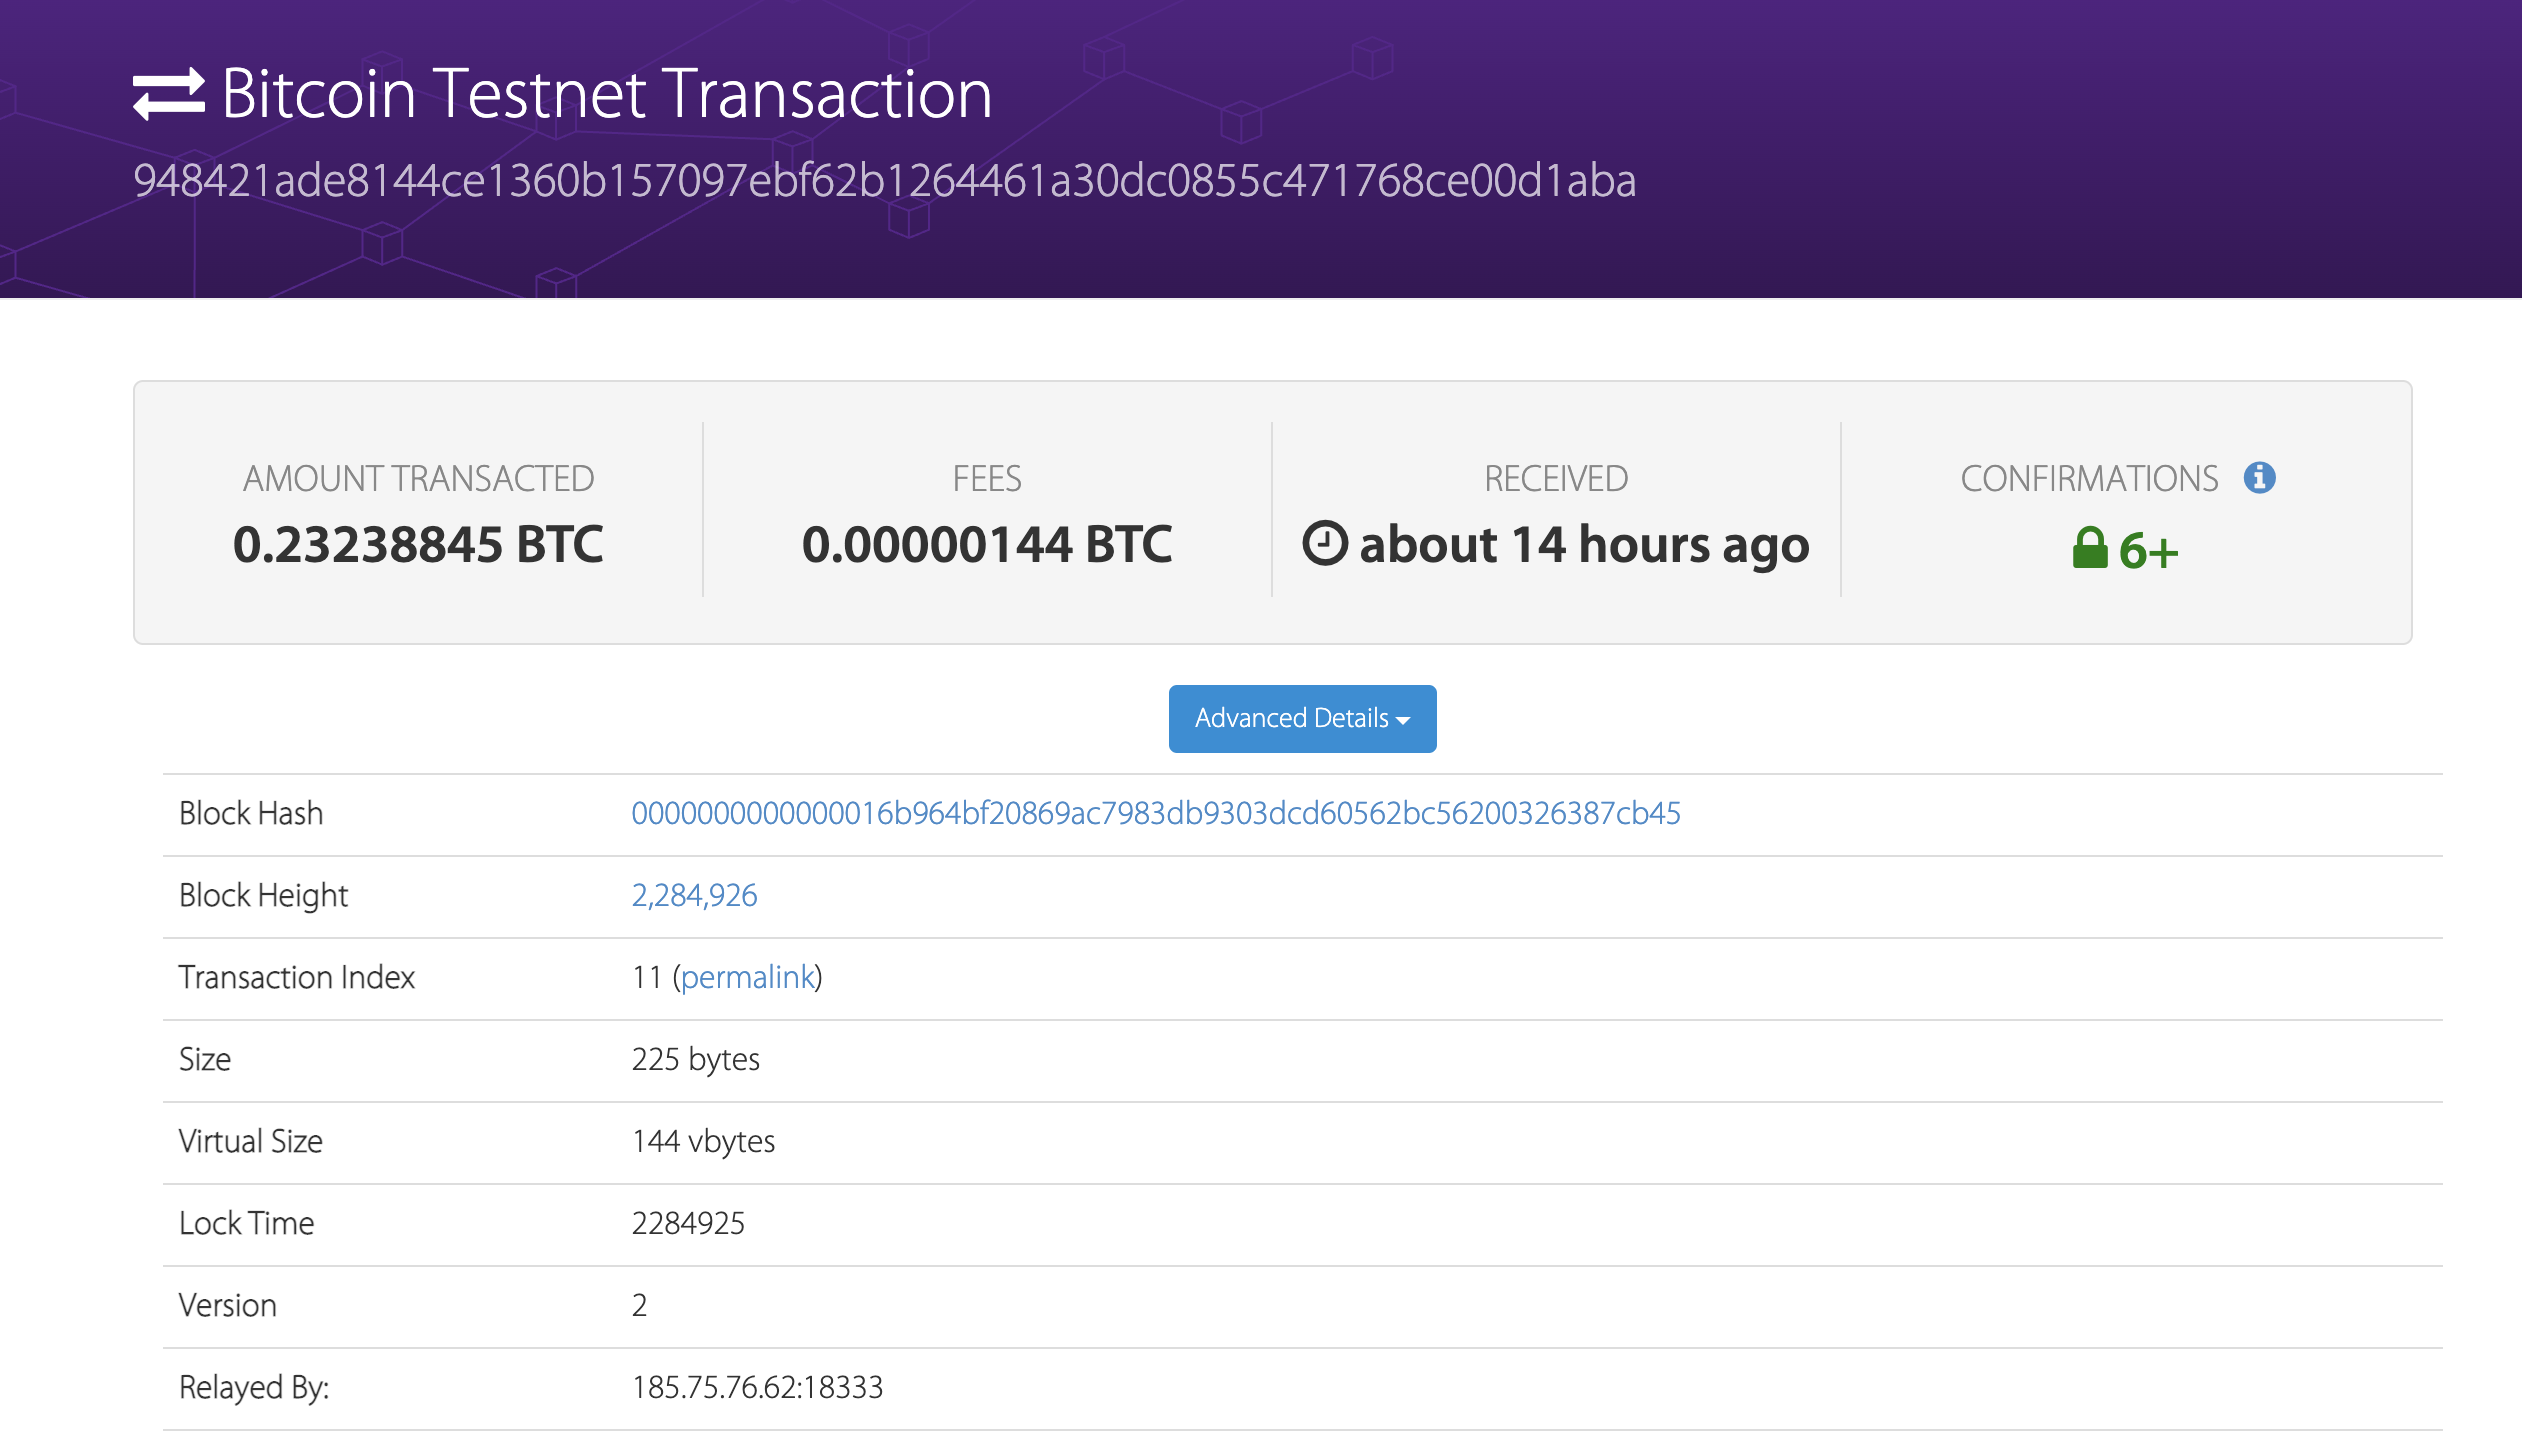 Bitcoin Testnet Transaction
948421ade8144ce1360b157097ebf62b1264461a30dc0855c471768ce00d1aba
AMOUNT TRANSACTED
0.23238845 BTC
FEES
0.00000144 BTC
RECEIVED
about 14 hours ago
CONFIRMATIONS
6+
Advanced Details
Block Hash 0000000000000016b964bf20869ac7983db9303dcd60562bc56200326387cb45
Block Height 2,284,926
Transaction Index 11 (permalink)
Size 225 bytes
Virtual Size 144 vbytes
Lock Time 2284925
Version 2
Relayed By: 185.75.76.62:18333